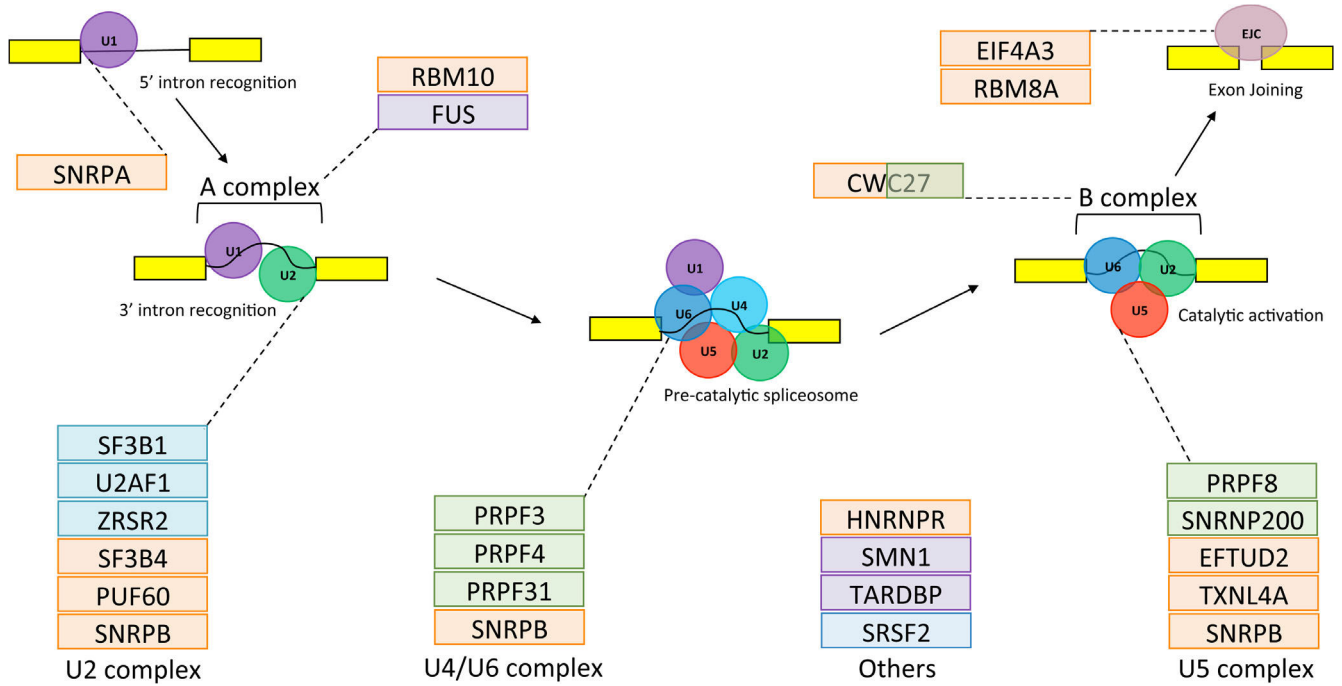 U1
5’ intron recognition
SNRPA
RBM10
FUS
A complex
U1
U2
3’ intron recognition
SF3B1
U2AF1
ZRSR2
SF3B4
PUF60
SNRPB
U2 complex
U1
U6
U4
U5
U2
Pre-catalytic spliceosome
PRPF3
PRPF4
PRPF31
SNRPB
U4/U6 complex
HNRNPR
SMN1
TARDBP
SRSF2
Others
EIF4A3
RBM8A
EJC
Exon Joining
CWC27
B complex
U6
U2
U5
Catalytic activation
PRPF8
SNRNP200
EFTUD2
TXNL4A
SNRPB
U5 complex